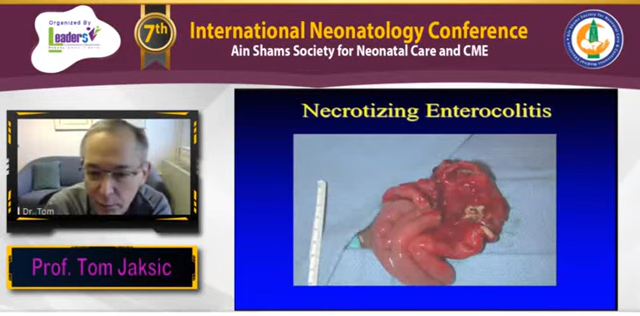 Organized By
Leaders
7th
International Neonatology Conference
Ain Shams Society for Neonatal Care and CME
Necrotizing Enterocolitis
Dr. Tom
Prof. Tom Jaksic